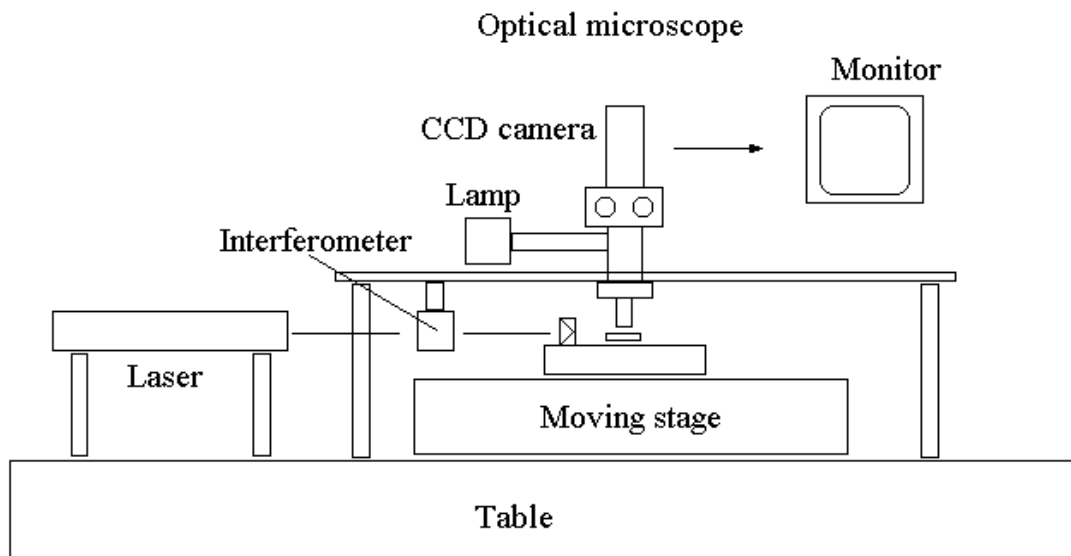 Optical microscope
Monitor
CCD camera
Lamp
Interferometer
Laser
Moving stage
Table